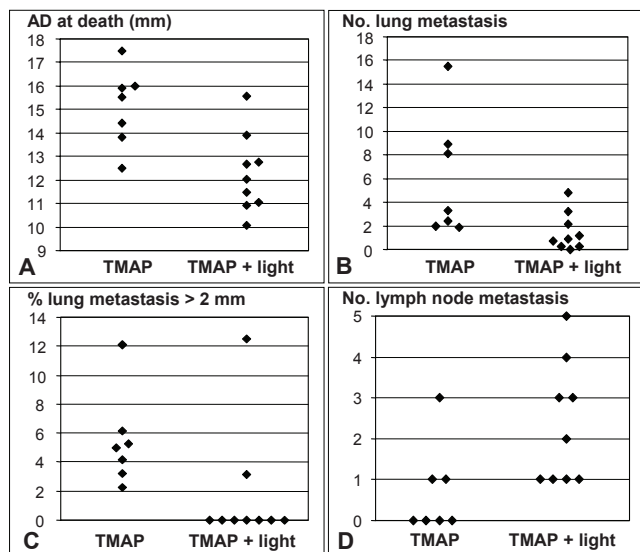 AD at death (mm)
18
17
16
15
14
13
12
11
10
9
A
TMAP
TMAP + light
No. lung metastasis
18
16
14
12
10
8
6
4
2
0
B
TMAP
TMAP + light
% lung metastasis > 2 mm
14
12
10
8
6
4
2
0
C
TMAP
TMAP + light
No. lymph node metastasis
5
4
3
2
1
0
D
TMAP
TMAP + light